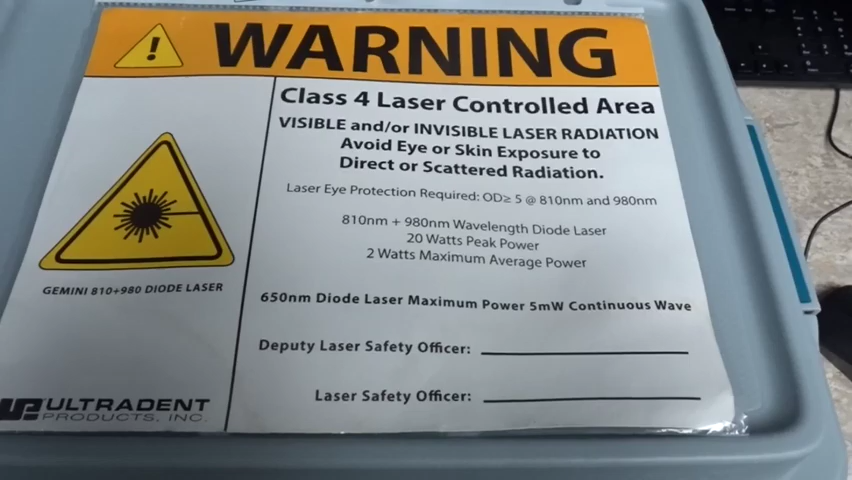 WARNING
Class 4 Laser Controlled Area
VISIBLE and/or INVISIBLE LASER RADIATION
Avoid Eye or Skin Exposure to
Direct or Scattered Radiation.
Laser Eye Protection Required: OD≥ 5 @ 810nm and 980nm
810nm + 980nm Wavelength Diode Laser
20 Watts Peak Power
2 Watts Maximum Average Power
GEMINI 810+980 DIODE LASER
650nm Diode Laser Maximum Power 5mW Continuous Wave
Deputy Laser Safety Officer:
Laser Safety Officer:
ULTRADENT
PRODUCTS, INC.